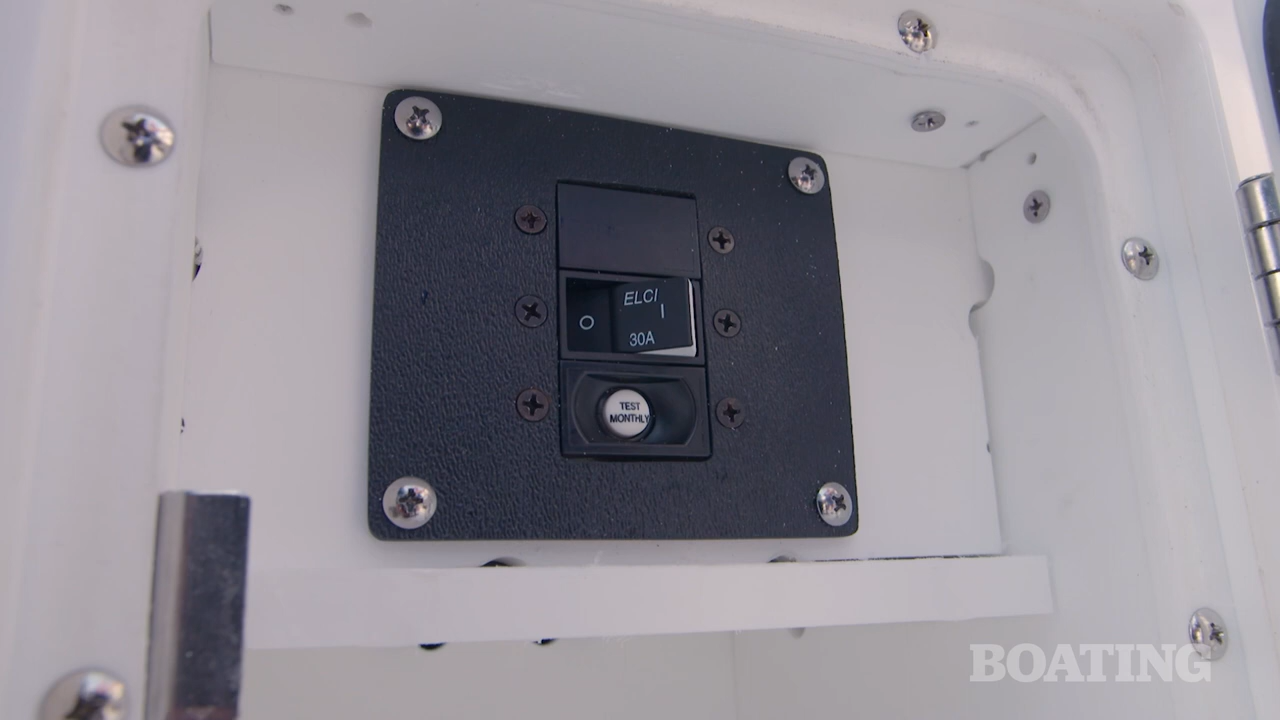 ELCI
O I
30A
TEST
MONTHLY
BOATING